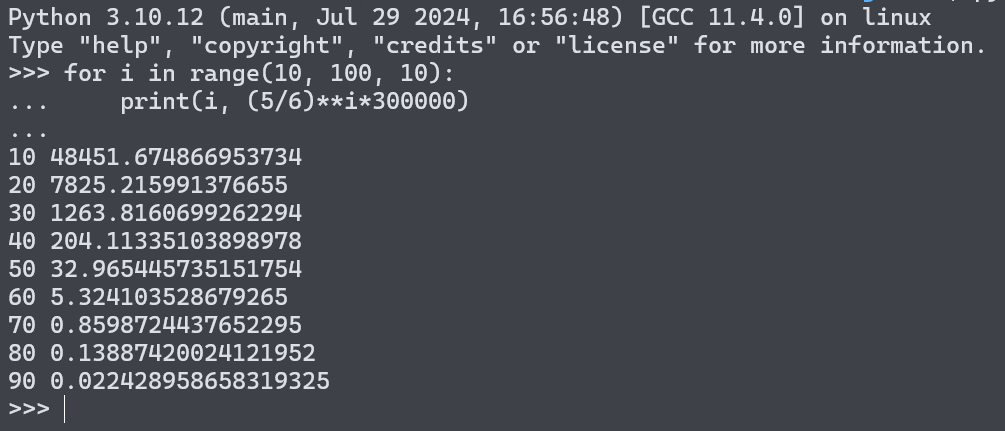 Python 3.10.12 (main, Jul 29 2024, 16:56:48) [GCC 11.4.0] on linux
Type "help", "copyright", "credits" or "license" for more information.
>>> for i in range(10, 100, 10):
...     print(i, (5/6)**i*300000)
...
10 48451.674866953734
20 7825.215991376655
30 1263.8160699262294
40 204.11335103898978
50 32.965445735151754
60 5.324103528679265
70 0.8598724437652295
80 0.13887420024121952
90 0.022428958658319325
>>>